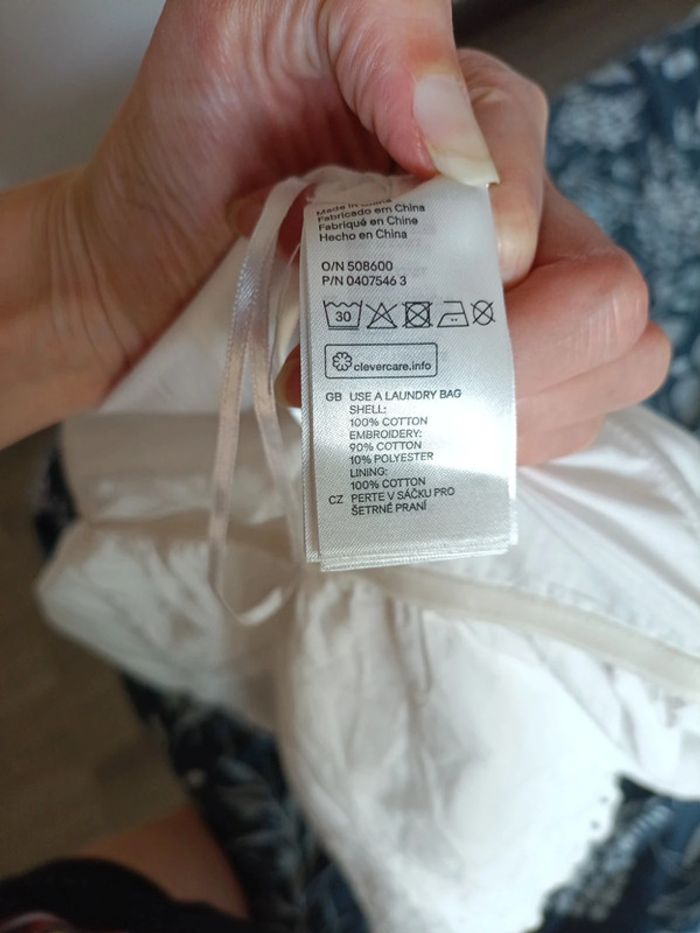 Made in China
Fabricado em China
Fabriqué en Chine
Hecho en China
O/N 508600
P/N 0407546 3
30
clevercare.info
GB USE A LAUNDRY BAG
SHELL:
100% COTTON
EMBROIDERY:
90% COTTON
10% POLYESTER
LINING:
100% COTTON
CZ PERTE V SÁČKU PRO
ŠETRNÉ PRANÍ